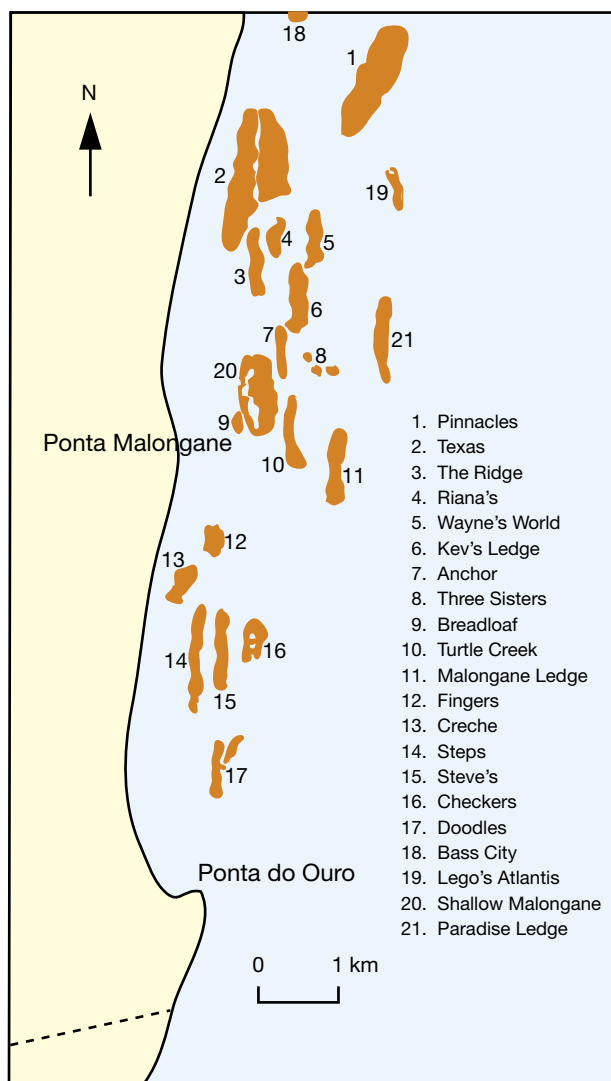 18
1
N
2
19
4
5
3
6
7
21
8
20
9
Ponta Malongane
10
11
12
13
14
16
15
17
1. Pinnacles
2. Texas
3. The Ridge
4. Riana's
5. Wayne's World
6. Kev's Ledge
7. Anchor
8. Three Sisters
9. Breadloaf
10. Turtle Creek
11. Malongane Ledge
12. Fingers
13. Creche
14. Steps
15. Steve's
16. Checkers
17. Doodles
18. Bass City
19. Lego's Atlantis
20. Shallow Malongane
21. Paradise Ledge
Ponta do Ouro
0 1 km